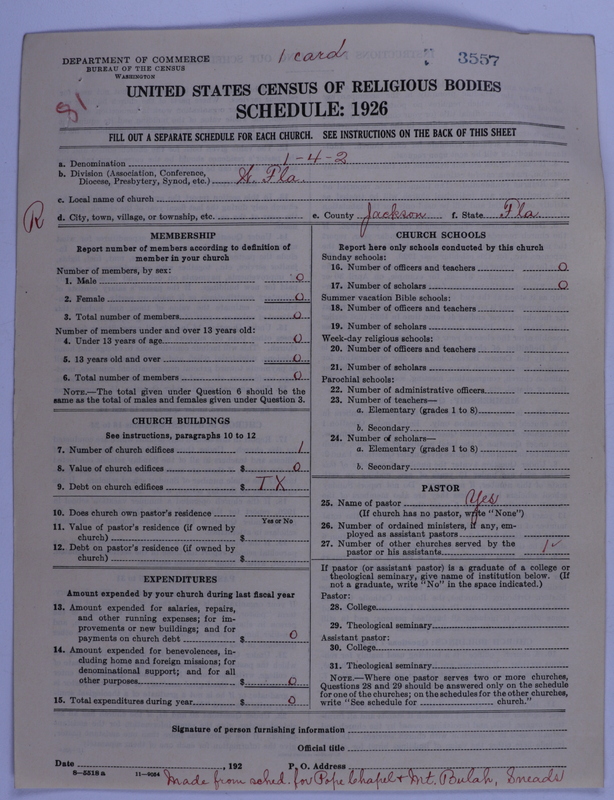 1 card
3557
DEPARTMENT OF COMMERCE
BUREAU OF THE CENSUS
WASHINGTON
81
UNITED STATES CENSUS OF RELIGIOUS BODIES
SCHEDULE: 1926
FILL OUT A SEPARATE SCHEDULE FOR EACH CHURCH. SEE INSTRUCTIONS ON THE BACK OF THIS SHEET
a. Denomination 1-4-2
b. Division (Association, Conference,
Diocese, Presbytery, Synod, etc.) W. Fla.
c. Local name of church
R
d. City, town, village, or township, etc. e. County Jackson f. State Fla
MEMBERSHIP
Report number of members according to definition of
member in your church
Number of members, by sex:
1. Male 0
2. Female 0
3. Total number of members 0
Number of members under and over 13 years old:
4. Under 13 years of age 0
5. 13 years old and over 0
6. Total number of members 0
NOTE.—The total given under Question 6 should be the
same as the total of males and females given under Question 3.
CHURCH BUILDINGS
See instructions, paragraphs 10 to 12
7. Number of church edifices 1
8. Value of church edifices $ 0
9. Debt on church edifices $ IX
10. Does church own pastor's residence
Yes or No
11. Value of pastor's residence (if owned by
church) $
12. Debt on pastor's residence (if owned by
church) $
EXPENDITURES
Amount expended by your church during last fiscal year
13. Amount expended for salaries, repairs,
and other running expenses; for im-
provements or new buildings; and for
payments on church debt $ 0
14. Amount expended for benevolences, in-
cluding home and foreign missions; for
denominational support; and for all
other purposes $ 0
15. Total expenditures during year $ 0
CHURCH SCHOOLS
Report here only schools conducted by this church
Sunday schools:
16. Number of officers and teachers 0
17. Number of scholars 0
Summer vacation Bible schools:
18. Number of officers and teachers
19. Number of scholars
Week-day religious schools:
20. Number of officers and teachers
21. Number of scholars
Parochial schools:
22. Number of administrative officers
23. Number of teachers—
a. Elementary (grades 1 to 8)
b. Secondary
24. Number of scholars—
a. Elementary (grades 1 to 8)
b. Secondary
PASTOR
25. Name of pastor Yes
(If church has no pastor, write "None")
26. Number of ordained ministers, if any, em-
ployed as assistant pastors
27. Number of other churches served by the
pastor or his assistants 1 ✓
If pastor (or assistant pastor) is a graduate of a college or
theological seminary, give name of institution below. (If
not a graduate, write "No" in the space indicated.)
Pastor:
28. College
29. Theological seminary
Assistant pastor:
30. College
31. Theological seminary
NOTE.—Where one pastor serves two or more churches,
Questions 28 and 29 should be answered only on the schedule
for one of the churches; on the schedules for the other churches,
write "See schedule for church."
Signature of person furnishing information
Official title
Date , 192 P. O. Address
8-5518 a 11-9064 Made from sched. for Pope Chapel + Mt. Bulah, Sneads